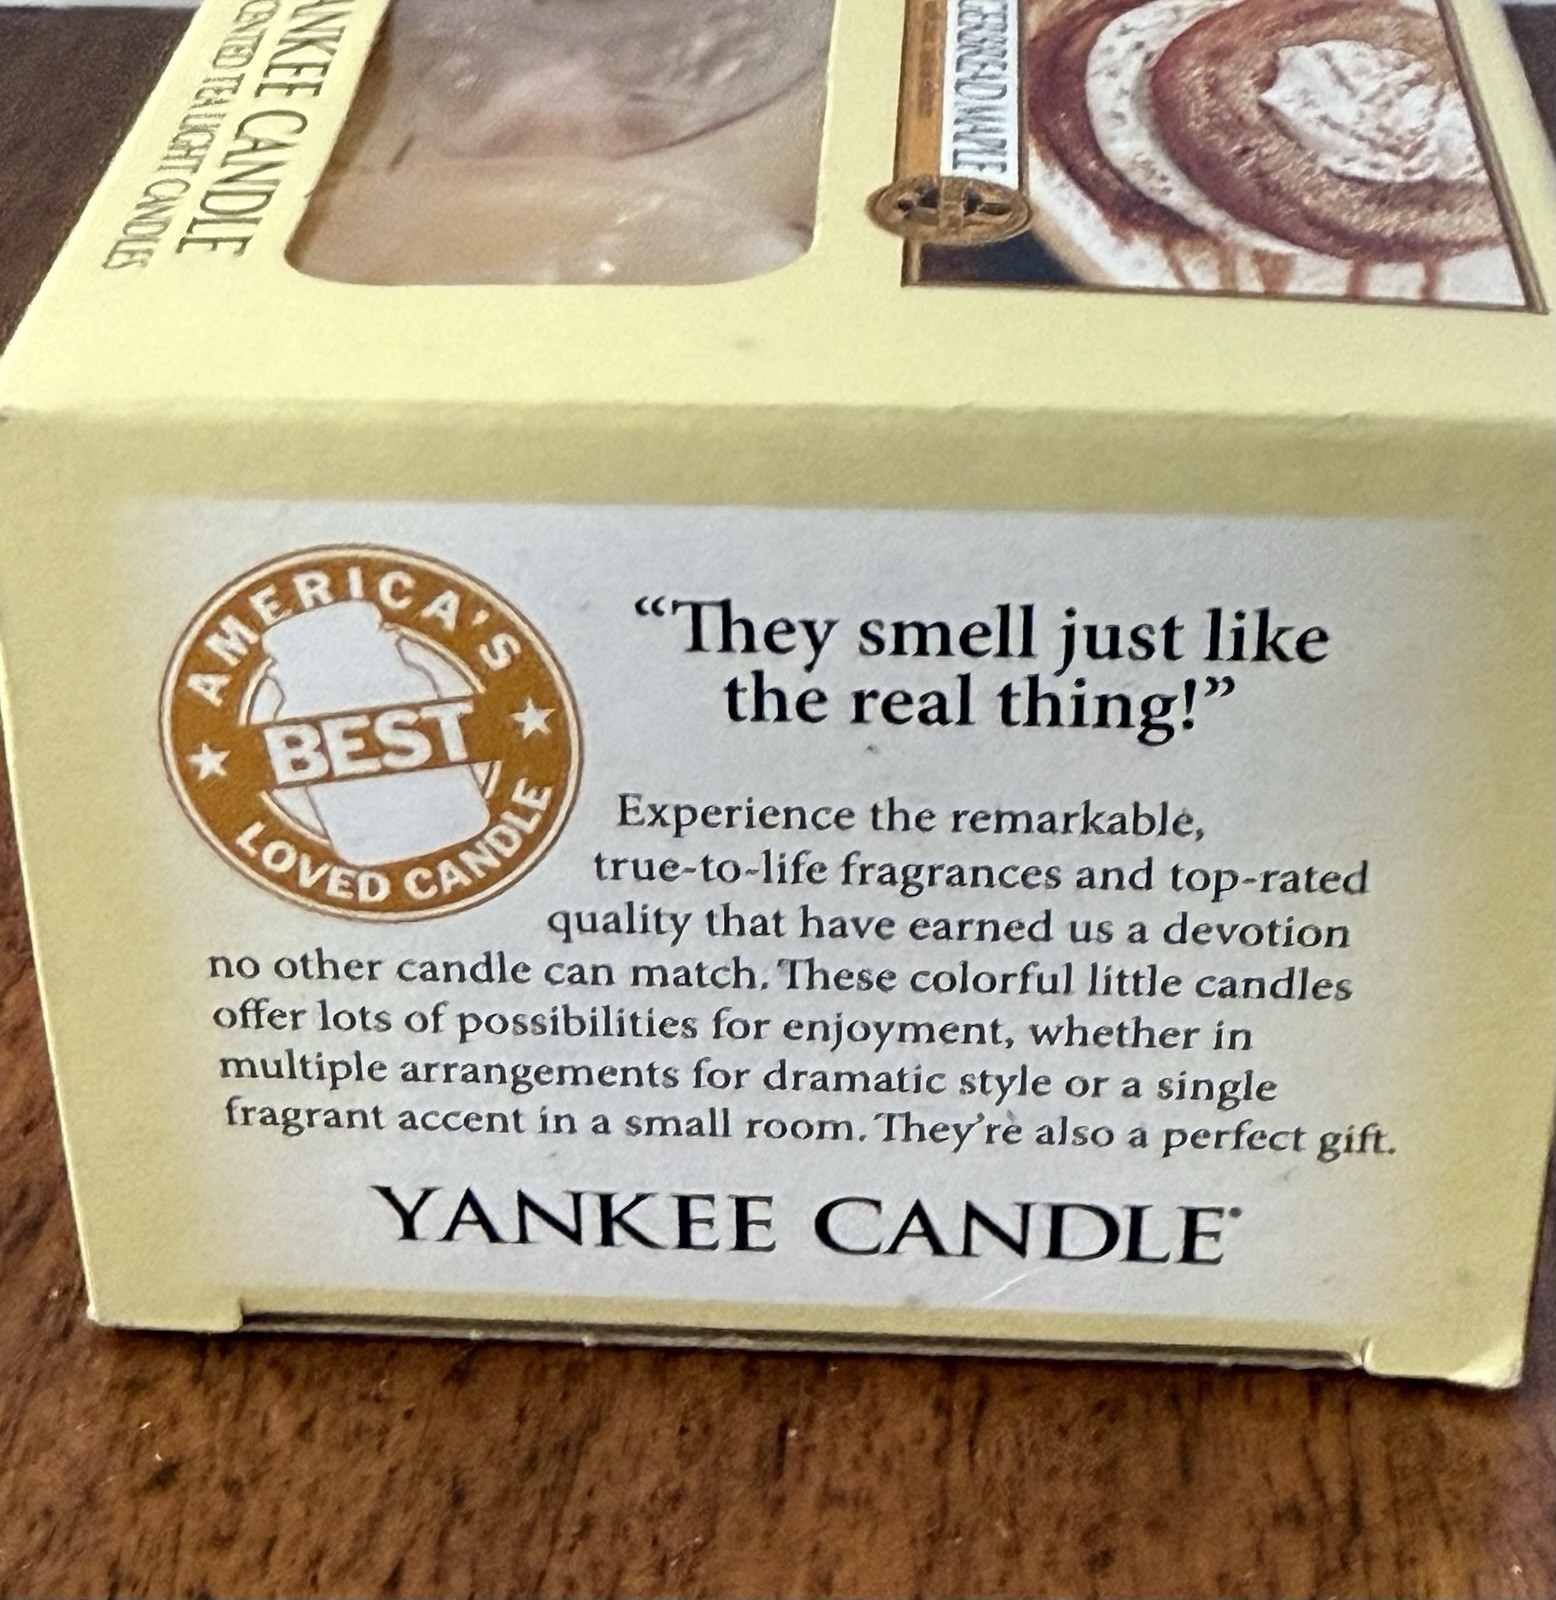 YANKEE CANDLE
TEA LIGHT CANDLES
AMERICA'S
BEST
LOVED CANDLE
“They smell just like
the real thing!”
Experience the remarkable,
true-to-life fragrances and top-rated
quality that have earned us a devotion
no other candle can match. These colorful little candles
offer lots of possibilities for enjoyment, whether in
multiple arrangements for dramatic style or a single
fragrant accent in a small room. They're also a perfect gift.
YANKEE CANDLE®